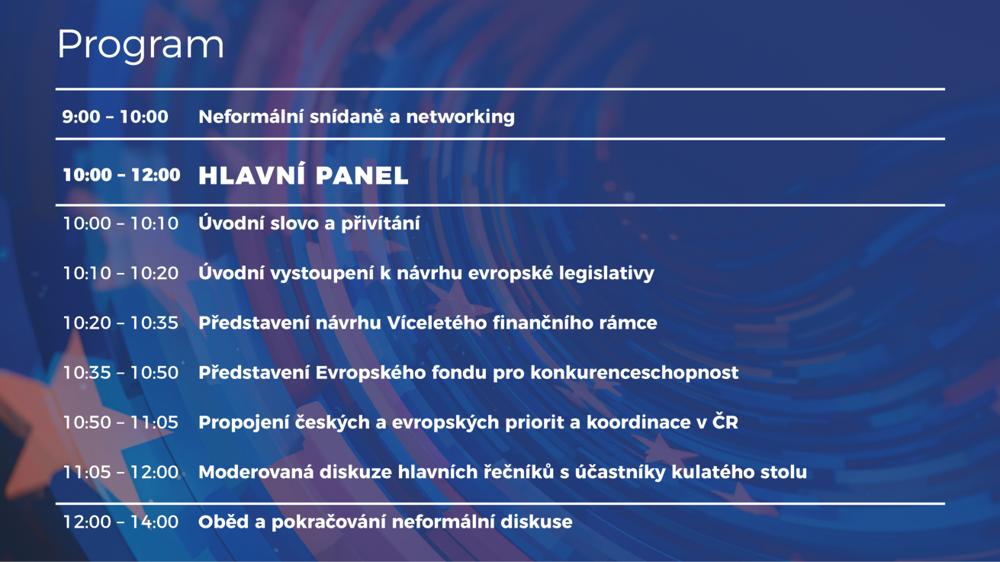 Program
9:00 – 10:00 Neformální snídaně a networking
10:00 – 12:00 HLAVNÍ PANEL
10:00 – 10:10 Úvodní slovo a přivítání
10:10 – 10:20 Úvodní vystoupení k návrhu evropské legislativy
10:20 – 10:35 Představení návrhu Víceletého finančního rámce
10:35 – 10:50 Představení Evropského fondu pro konkurenceschopnost
10:50 – 11:05 Propojení českých a evropských priorit a koordinace v ČR
11:05 – 12:00 Moderovaná diskuze hlavních řečníků s účastníky kulatého stolu
12:00 – 14:00 Oběd a pokračování neformální diskuse